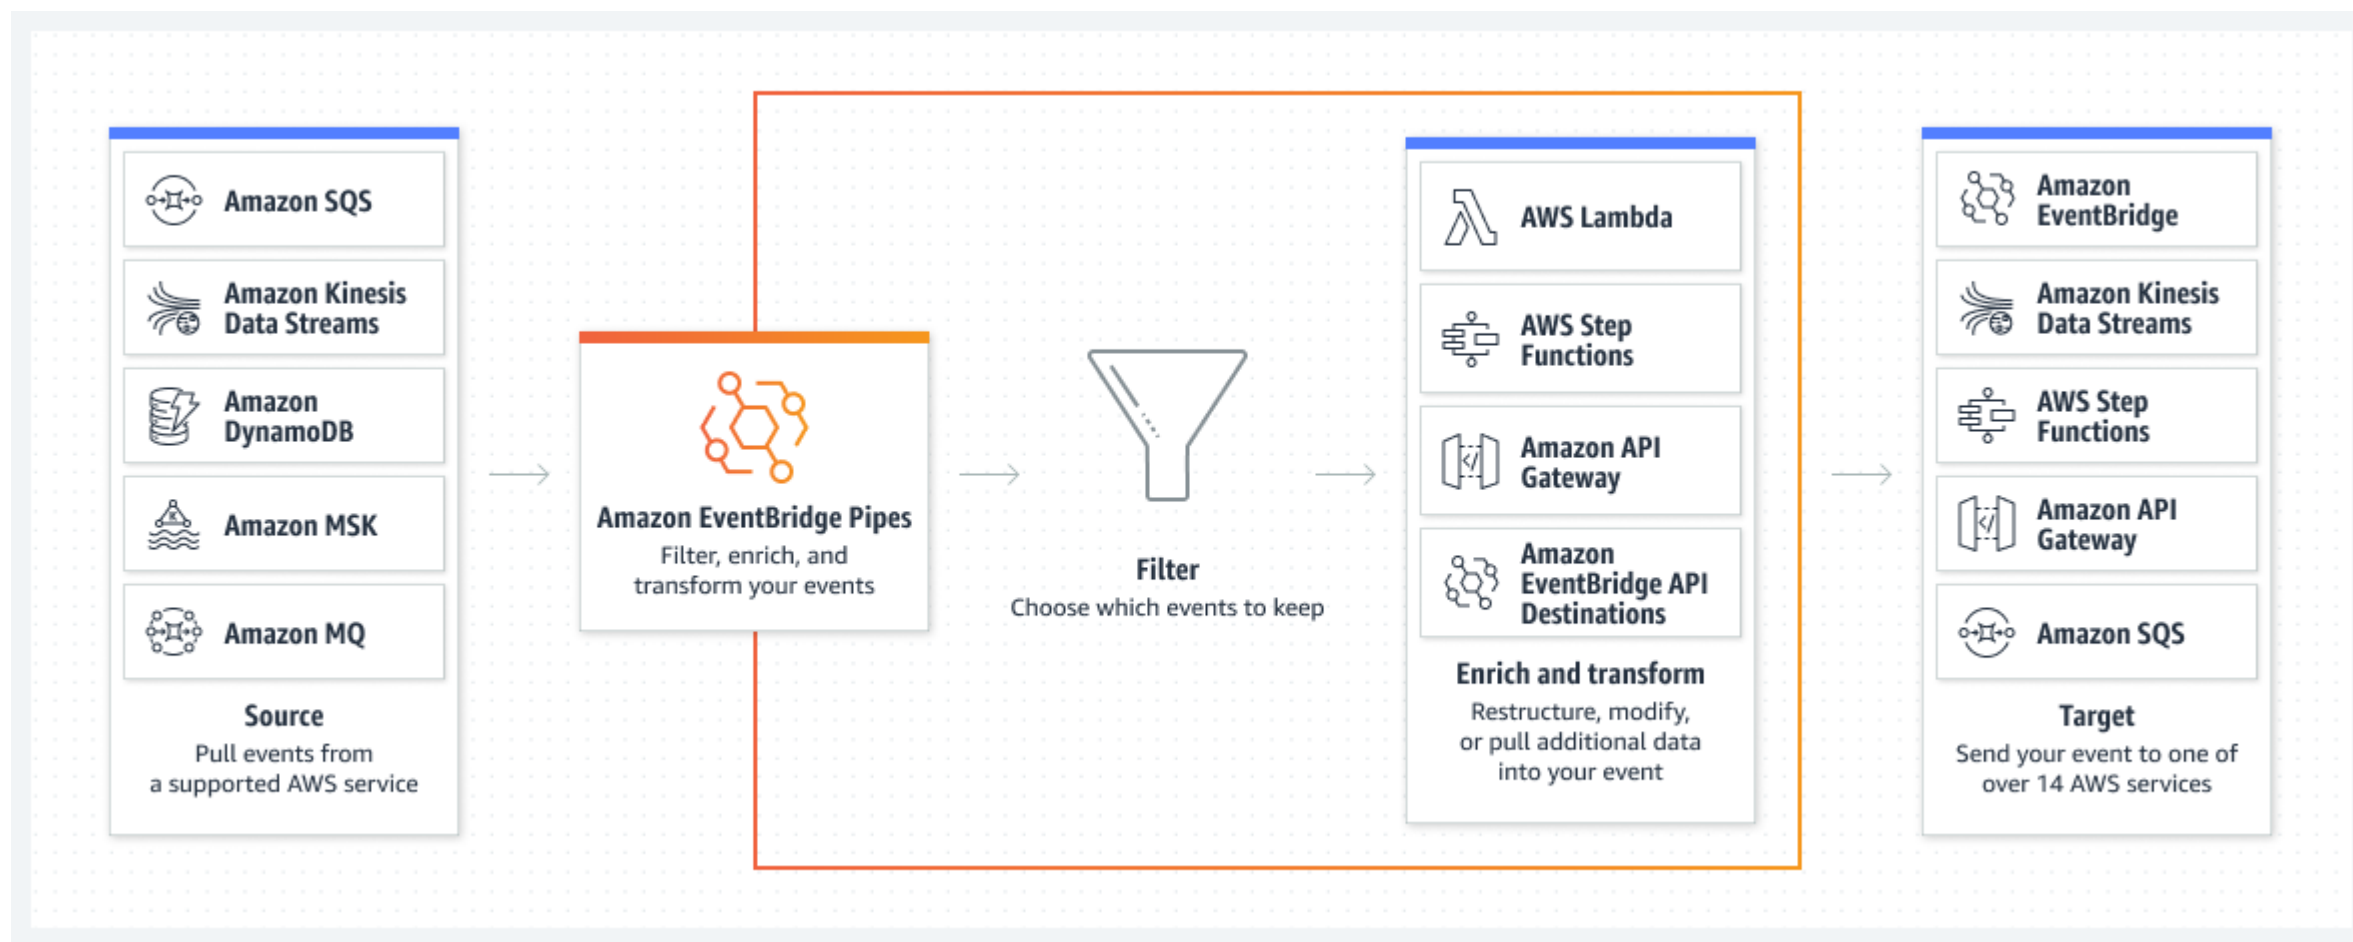 Amazon SQS
Amazon Kinesis
Data Streams
Amazon
DynamoDB
Amazon MSK
Amazon MQ
Source
Pull events from
a supported AWS service
Amazon EventBridge Pipes
Filter, enrich, and
transform your events
Filter
Choose which events to keep
AWS Lambda
AWS Step
Functions
Amazon API
Gateway
Amazon
EventBridge API
Destinations
Enrich and transform
Restructure, modify,
or pull additional data
into your event
Amazon
EventBridge
Amazon Kinesis
Data Streams
AWS Step
Functions
Amazon API
Gateway
Amazon SQS
Target
Send your event to one of
over 14 AWS services